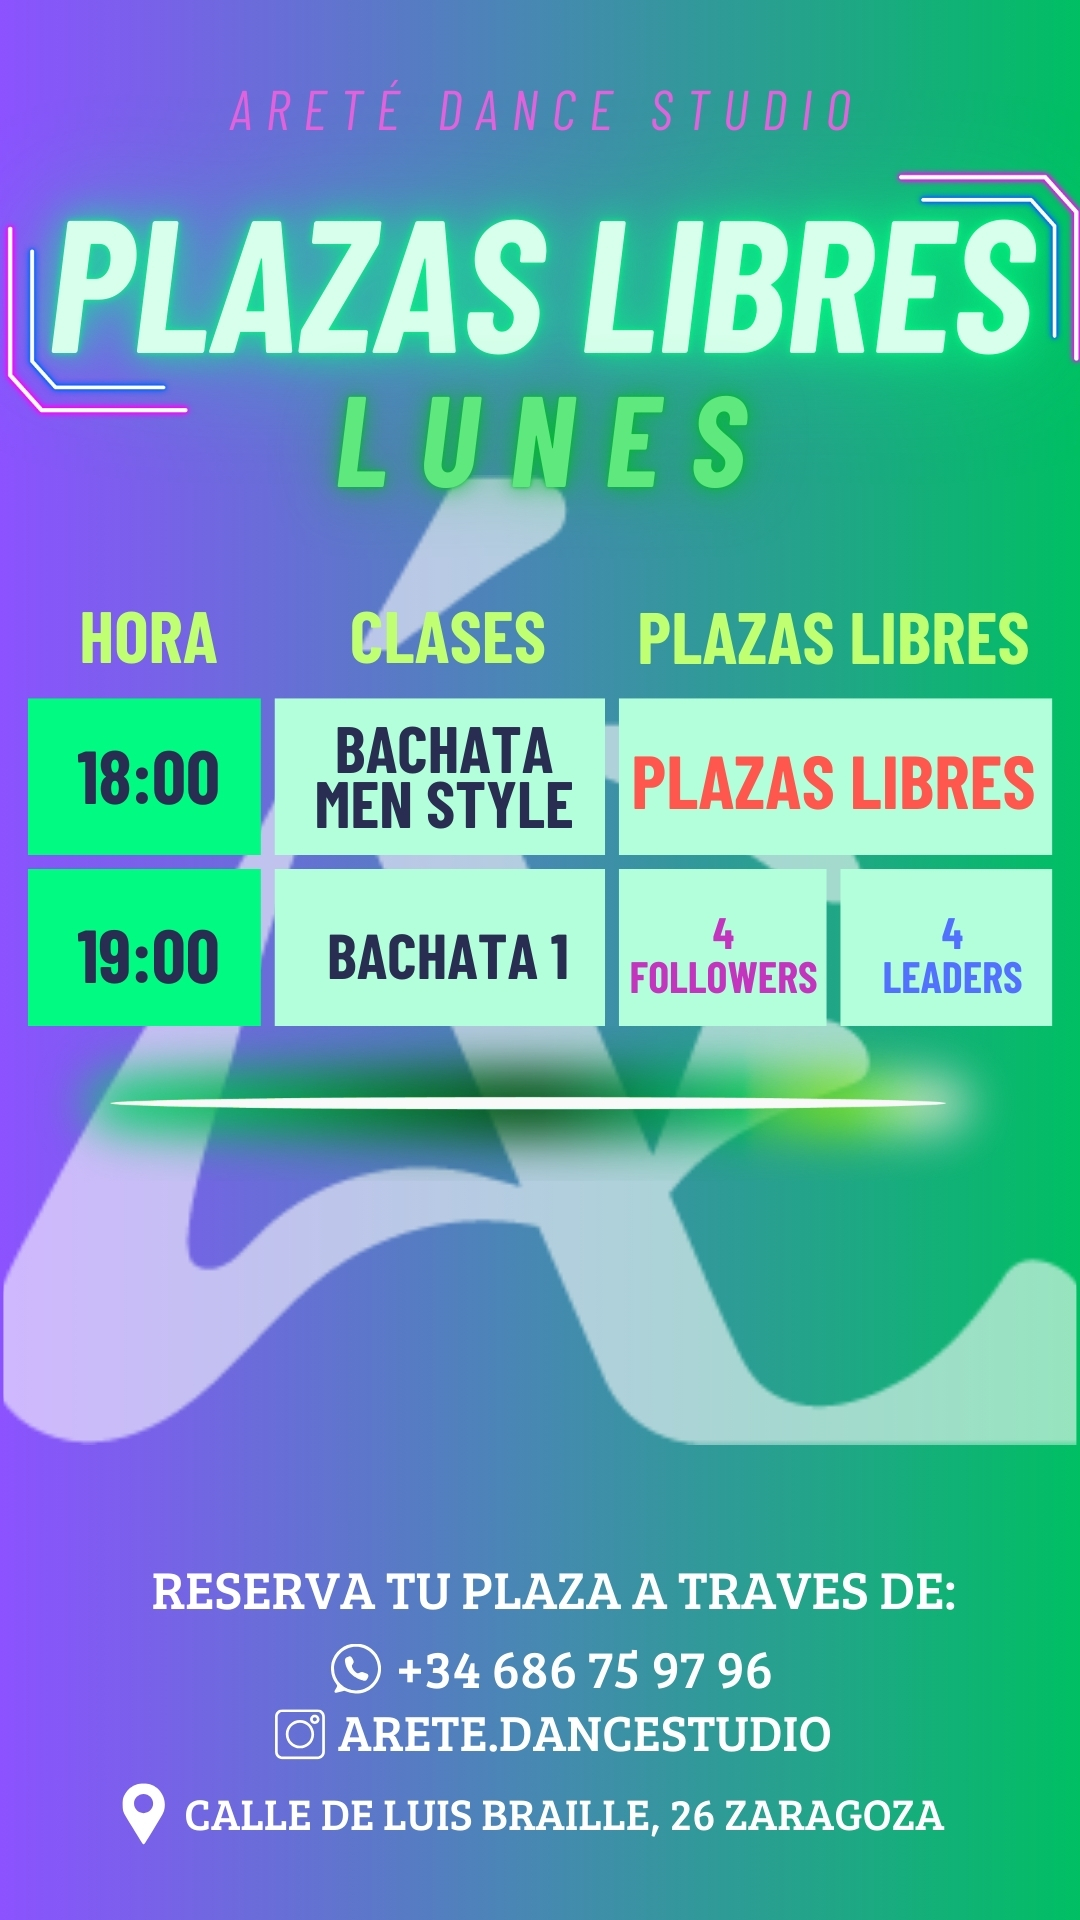 ARETÉ DANCE STUDIO
PLAZAS LIBRES
LUNES
HORA CLASES PLAZAS LIBRES
18:00 BACHATA MEN STYLE PLAZAS LIBRES
19:00 BACHATA 1 4 FOLLOWERS 4 LEADERS
RESERVA TU PLAZA A TRAVES DE:
+34 686 75 97 96
ARETE.DANCESTUDIO
CALLE DE LUIS BRAILLE, 26 ZARAGOZA